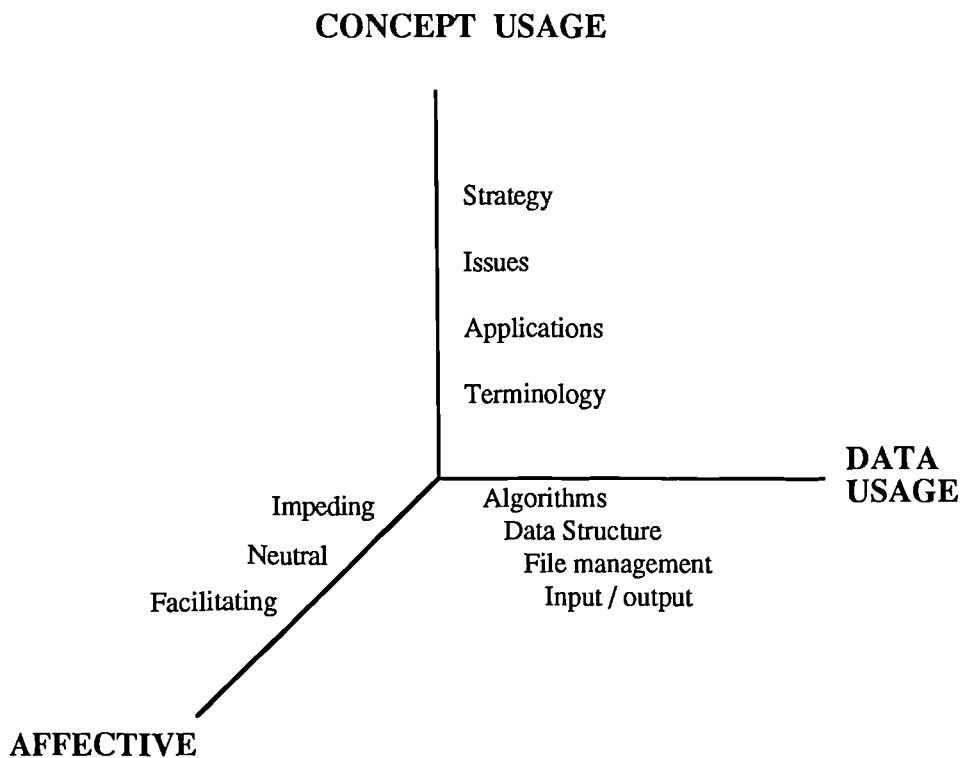 CONCEPT USAGE
Strategy
Issues
Applications
Terminology
DATA
USAGE
Algorithms
Data Structure
File management
Input / output
Impeding
Neutral
Facilitating
AFFECTIVE